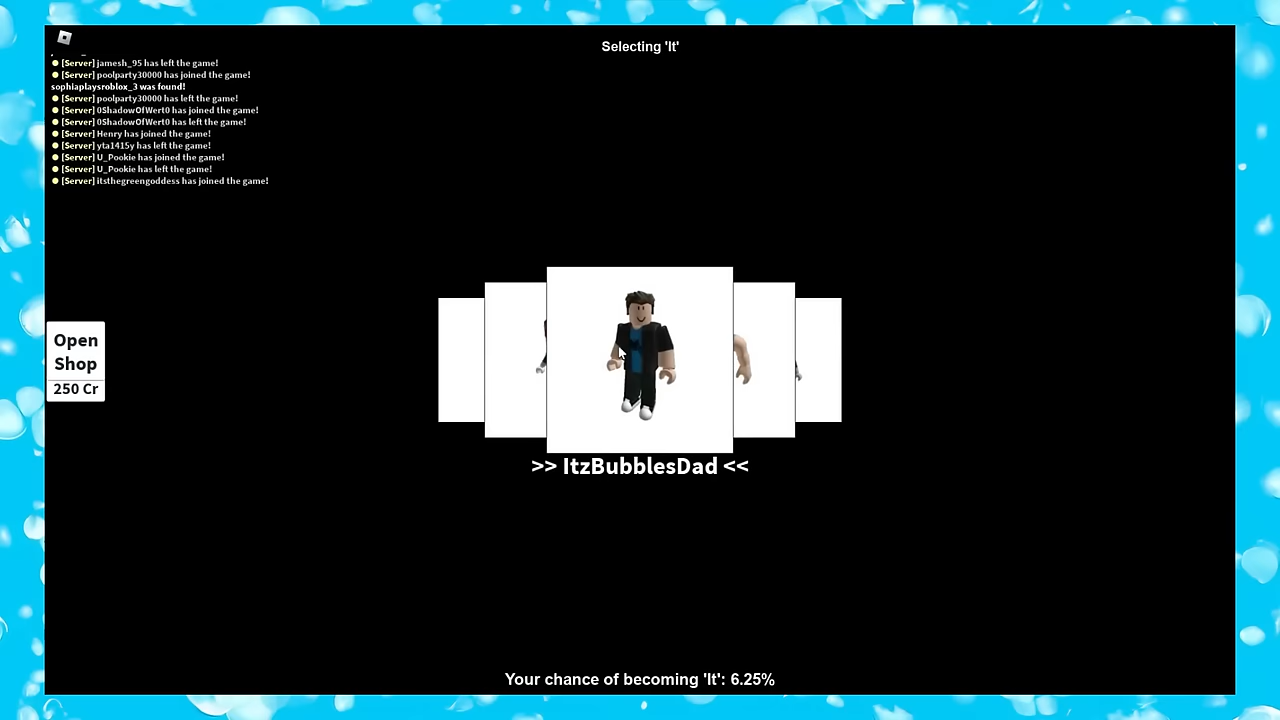 Selecting 'It'
[Server] jamesh_95 has left the game!
[Server] poolparty30000 has joined the game!
sophiaplaysroblox_3 was found!
[Server] poolparty30000 has left the game!
[Server] 0ShadowOfWert0 has joined the game!
[Server] 0ShadowOfWert0 has left the game!
[Server] Henry has joined the game!
[Server] yta1415y has left the game!
[Server] U_Pookie has joined the game!
[Server] U_Pookie has left the game!
[Server] itsthegreengoddess has joined the game!
Open
Shop
250 Cr
>> ItzBubblesDad <<
Your chance of becoming 'It': 6.25%